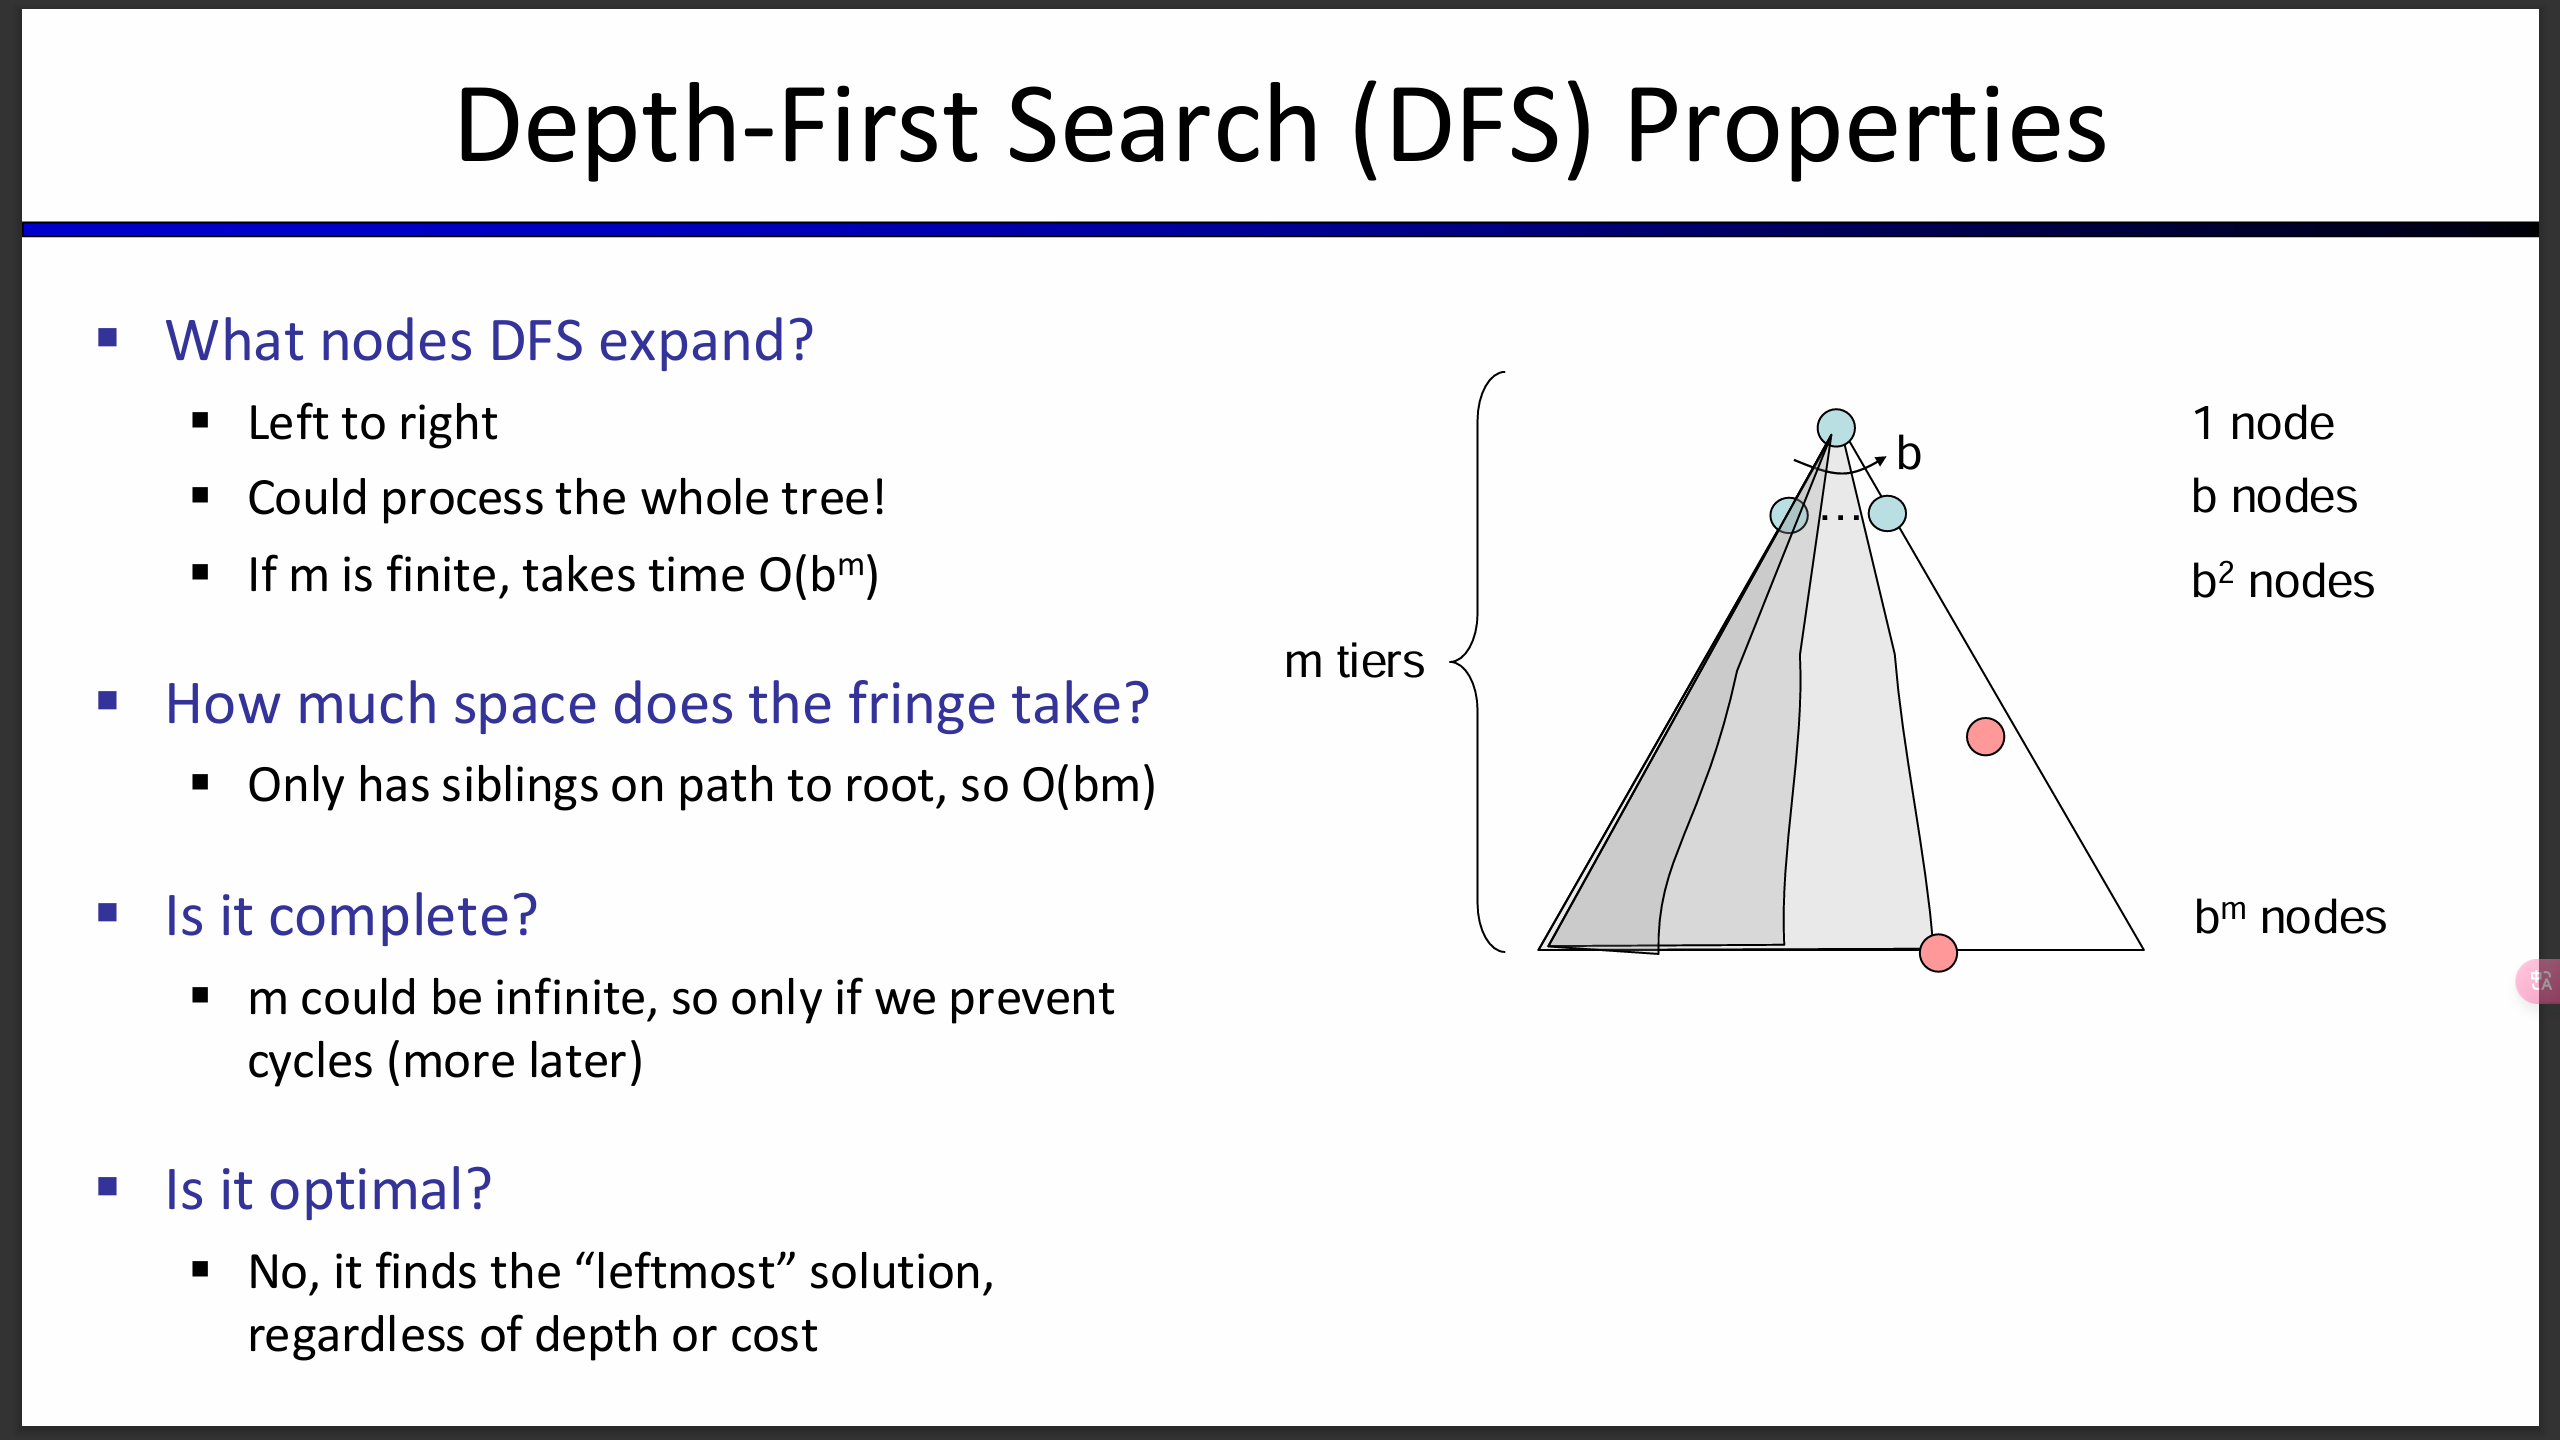 Depth-First Search (DFS) Properties
▪ What nodes DFS expand?
▪ Left to right
▪ Could process the whole tree!
▪ If m is finite, takes time O(bᵐ)
▪ How much space does the fringe take?
▪ Only has siblings on path to root, so O(bm)
▪ Is it complete?
▪ m could be infinite, so only if we prevent
cycles (more later)
▪ Is it optimal?
▪ No, it finds the “leftmost” solution,
regardless of depth or cost
m tiers
b
…
1 node
b nodes
b² nodes
bᵐ nodes